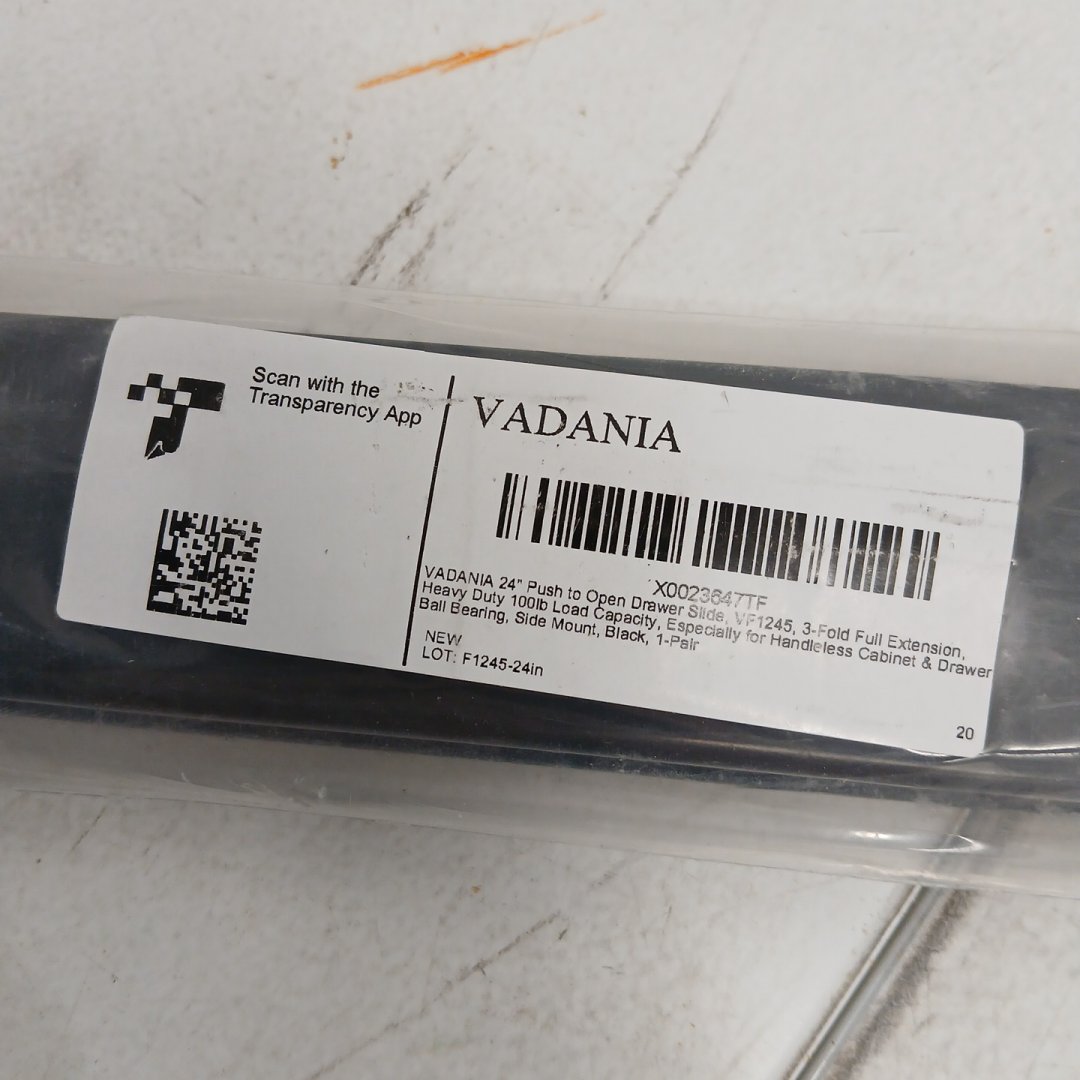 Scan with the
Transparency App
VADANIA
X0023647TF
VADANIA 24" Push to Open Drawer Slide, VF1245, 3-Fold Full Extension,
Heavy Duty 100lb Load Capacity, Especially for Handleless Cabinet & Drawer
Ball Bearing, Side Mount, Black, 1-Pair
NEW
LOT: F1245-24in
20